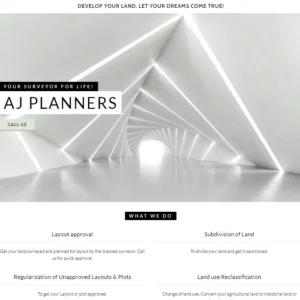 DEVELOP YOUR LAND. LET YOUR DREAMS COME TRUE!
YOUR SURVEYOR FOR LIFE!
AJ PLANNERS
CALL US
WHAT WE DO
Layout approval
Subdivision of Land
Get your land surveyed and planned for layout by the licensed surveyor. Call
us for quick approval.
To divide your land and get it sanctioned.
Regularization of Unapproved Layouts & Plots
Land use Reclassification
To get your Layout or plot approved.
Change of land use. Convert your agricultural land to industrial land or